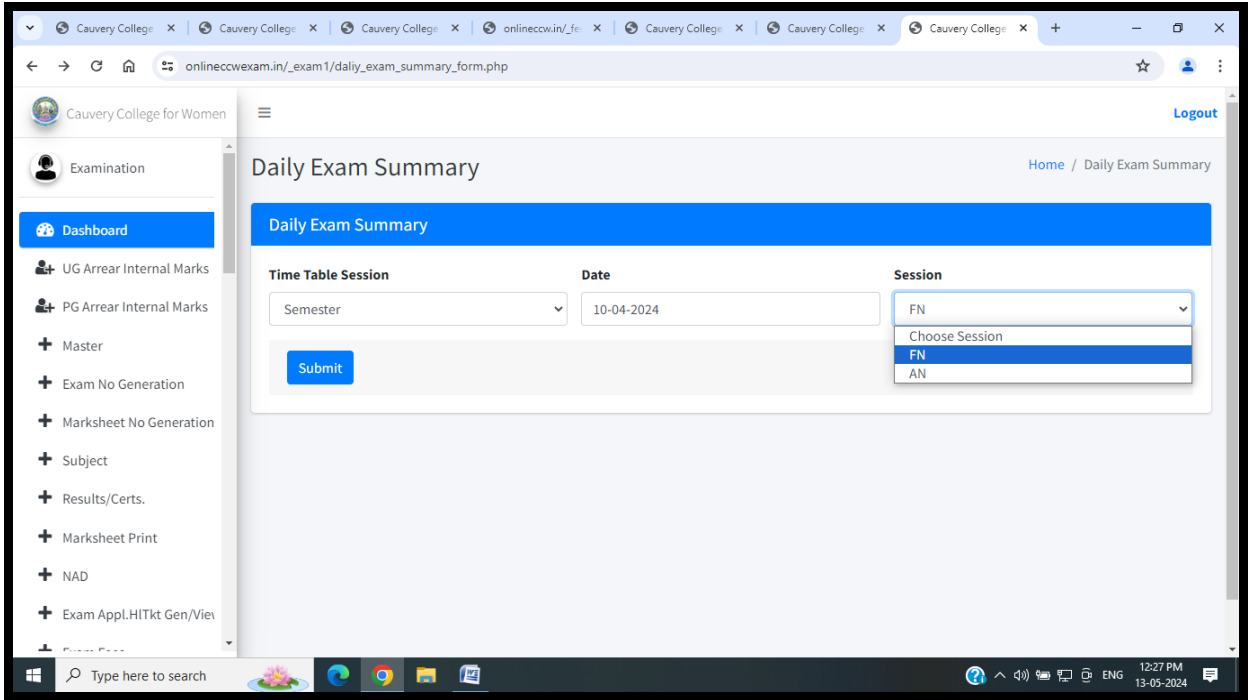 Cauvery College
Cauvery College
Cauvery College
onlineccw.in/_fe
Cauvery College
Cauvery College
Cauvery College
onlineccwexam.in/_exam1/daliy_exam_summary_form.php
Cauvery College for Women
Logout
Examination
Daily Exam Summary
Home / Daily Exam Summary
Dashboard
UG Arrear Internal Marks
PG Arrear Internal Marks
Master
Exam No Generation
Marksheet No Generation
Subject
Results/Certs.
Marksheet Print
NAD
Exam Appl.HlTkt Gen/View
Daily Exam Summary
Time Table Session
Date
Session
Semester
10-04-2024
FN
Choose Session
FN
AN
Submit
Type here to search
ENG
12:27 PM
13-05-2024